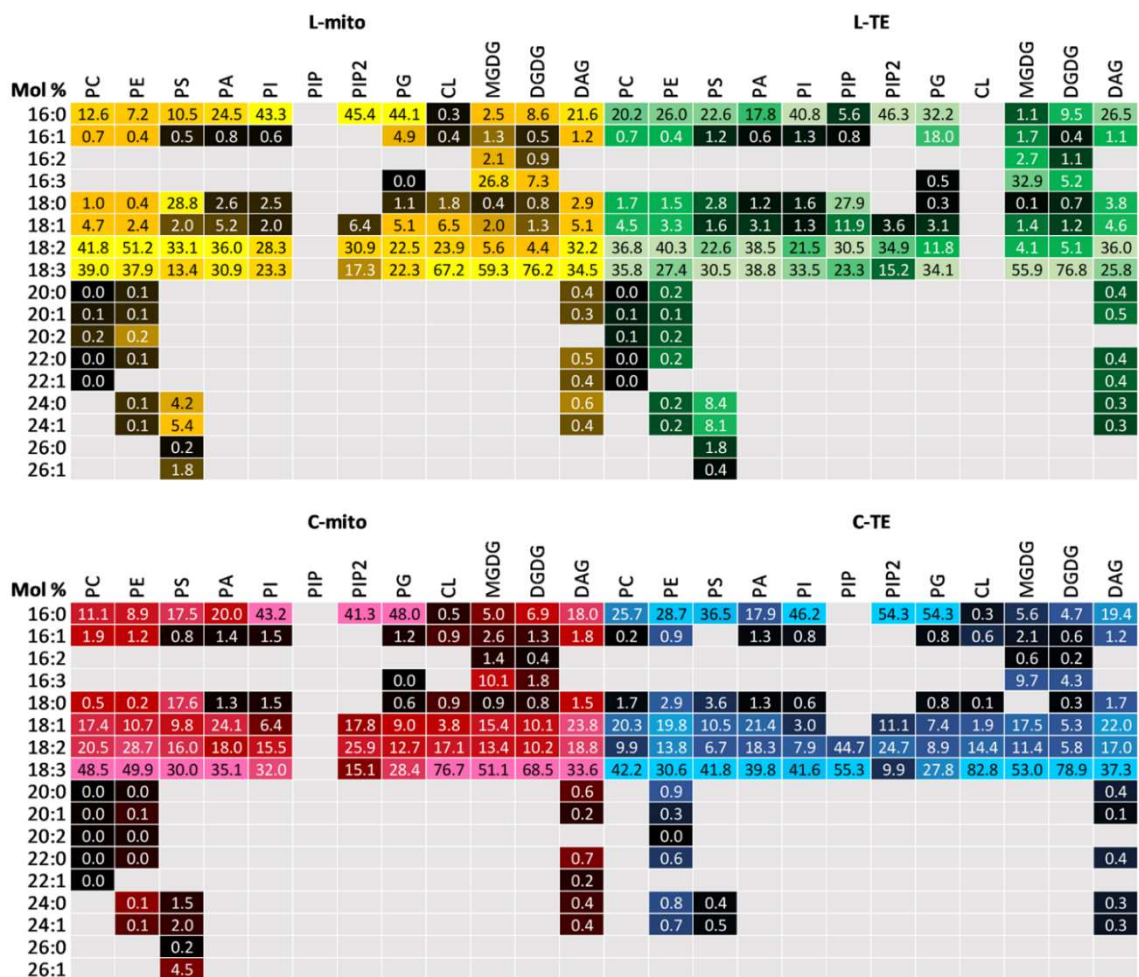 L-mito L-TE
Mol % PC PE PS PA PI PIP PIP2 PG CL MGDG DGDG DAG PC PE PS PA PI PIP PIP2 PG CL MGDG DGDG DAG
16:0 12.6 7.2 10.5 24.5 43.3 45.4 44.1 0.3 2.5 8.6 21.6 20.2 26.0 22.6 17.8 40.8 5.6 46.3 32.2 1.1 9.5 26.5
16:1 0.7 0.4 0.5 0.8 0.6 4.9 0.4 1.3 0.5 1.2 0.7 0.4 1.2 0.6 1.3 0.8 18.0 1.7 0.4 1.1
16:2 2.1 0.9 2.7 1.1
16:3 0.0 26.8 7.3 0.5 32.9 5.2
18:0 1.0 0.4 28.8 2.6 2.5 1.1 1.8 0.4 0.8 2.9 1.7 1.5 2.8 1.2 1.6 27.9 0.3 0.1 0.7 3.8
18:1 4.7 2.4 2.0 5.2 2.0 6.4 5.1 6.5 2.0 1.3 5.1 4.5 3.3 1.6 3.1 1.3 11.9 3.6 3.1 1.4 1.2 4.6
18:2 41.8 51.2 33.1 36.0 28.3 30.9 22.5 23.9 5.6 4.4 32.2 36.8 40.3 22.6 38.5 21.5 30.5 34.9 11.8 4.1 5.1 36.0
18:3 39.0 37.9 13.4 30.9 23.3 17.3 22.3 67.2 59.3 76.2 34.5 35.8 27.4 30.5 38.8 33.5 23.3 15.2 34.1 55.9 76.8 25.8
20:0 0.0 0.1 0.4 0.0 0.2 0.4
20:1 0.1 0.1 0.3 0.1 0.1 0.5
20:2 0.2 0.2 0.1 0.2
22:0 0.0 0.1 0.5 0.0 0.2 0.4
22:1 0.0 0.4 0.0 0.4
24:0 0.1 4.2 0.6 0.2 8.4 0.3
24:1 0.1 5.4 0.4 0.2 8.1 0.3
26:0 0.2 1.8
26:1 1.8 0.4
C-mito C-TE
Mol % PC PE PS PA PI PIP PIP2 PG CL MGDG DGDG DAG PC PE PS PA PI PIP PIP2 PG CL MGDG DGDG DAG
16:0 11.1 8.9 17.5 20.0 43.2 41.3 48.0 0.5 5.0 6.9 18.0 25.7 28.7 36.5 17.9 46.2 54.3 54.3 0.3 5.6 4.7 19.4
16:1 1.9 1.2 0.8 1.4 1.5 1.2 0.9 2.6 1.3 1.8 0.2 0.9 1.3 0.8 0.8 0.6 2.1 0.6 1.2
16:2 1.4 0.4 0.6 0.2
16:3 0.0 10.1 1.8 9.7 4.3
18:0 0.5 0.2 17.6 1.3 1.5 0.6 0.9 0.9 0.8 1.5 1.7 2.9 3.6 1.3 0.6 0.8 0.1 0.3 1.7
18:1 17.4 10.7 9.8 24.1 6.4 17.8 9.0 3.8 15.4 10.1 23.8 20.3 19.8 10.5 21.4 3.0 11.1 7.4 1.9 17.5 5.3 22.0
18:2 20.5 28.7 16.0 18.0 15.5 25.9 12.7 17.1 13.4 10.2 18.8 9.9 13.8 6.7 18.3 7.9 44.7 24.7 8.9 14.4 11.4 5.8 17.0
18:3 48.5 49.9 30.0 35.1 32.0 15.1 28.4 76.7 51.1 68.5 33.6 42.2 30.6 41.8 39.8 41.6 55.3 9.9 27.8 82.8 53.0 78.9 37.3
20:0 0.0 0.0 0.6 0.9 0.4
20:1 0.0 0.1 0.2 0.3 0.1
20:2 0.0 0.0 0.0
22:0 0.0 0.0 0.7 0.6 0.4
22:1 0.0 0.2
24:0 0.1 1.5 0.4 0.8 0.4 0.3
24:1 0.1 2.0 0.4 0.7 0.5 0.3
26:0 0.2
26:1 4.5